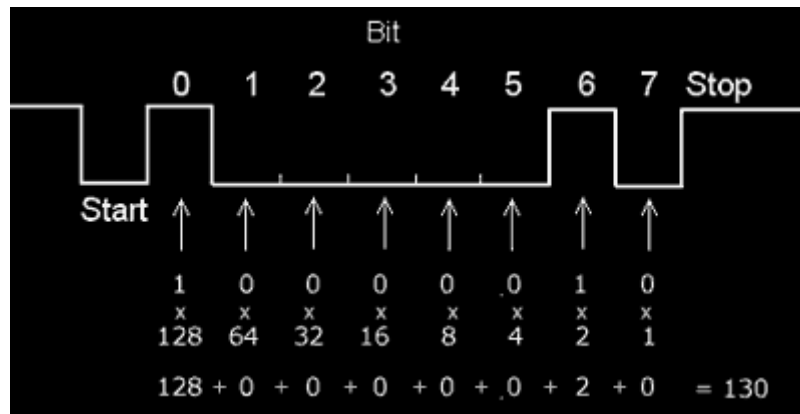 Bit
0 1 2 3 4 5 6 7 Stop
Start
1 0 0 0 0 .0 1 0
x x x x x x x x
128 64 32 16 8 4 2 1
128 + 0 + 0 + 0 + 0 + .0 + 2 + 0 = 130